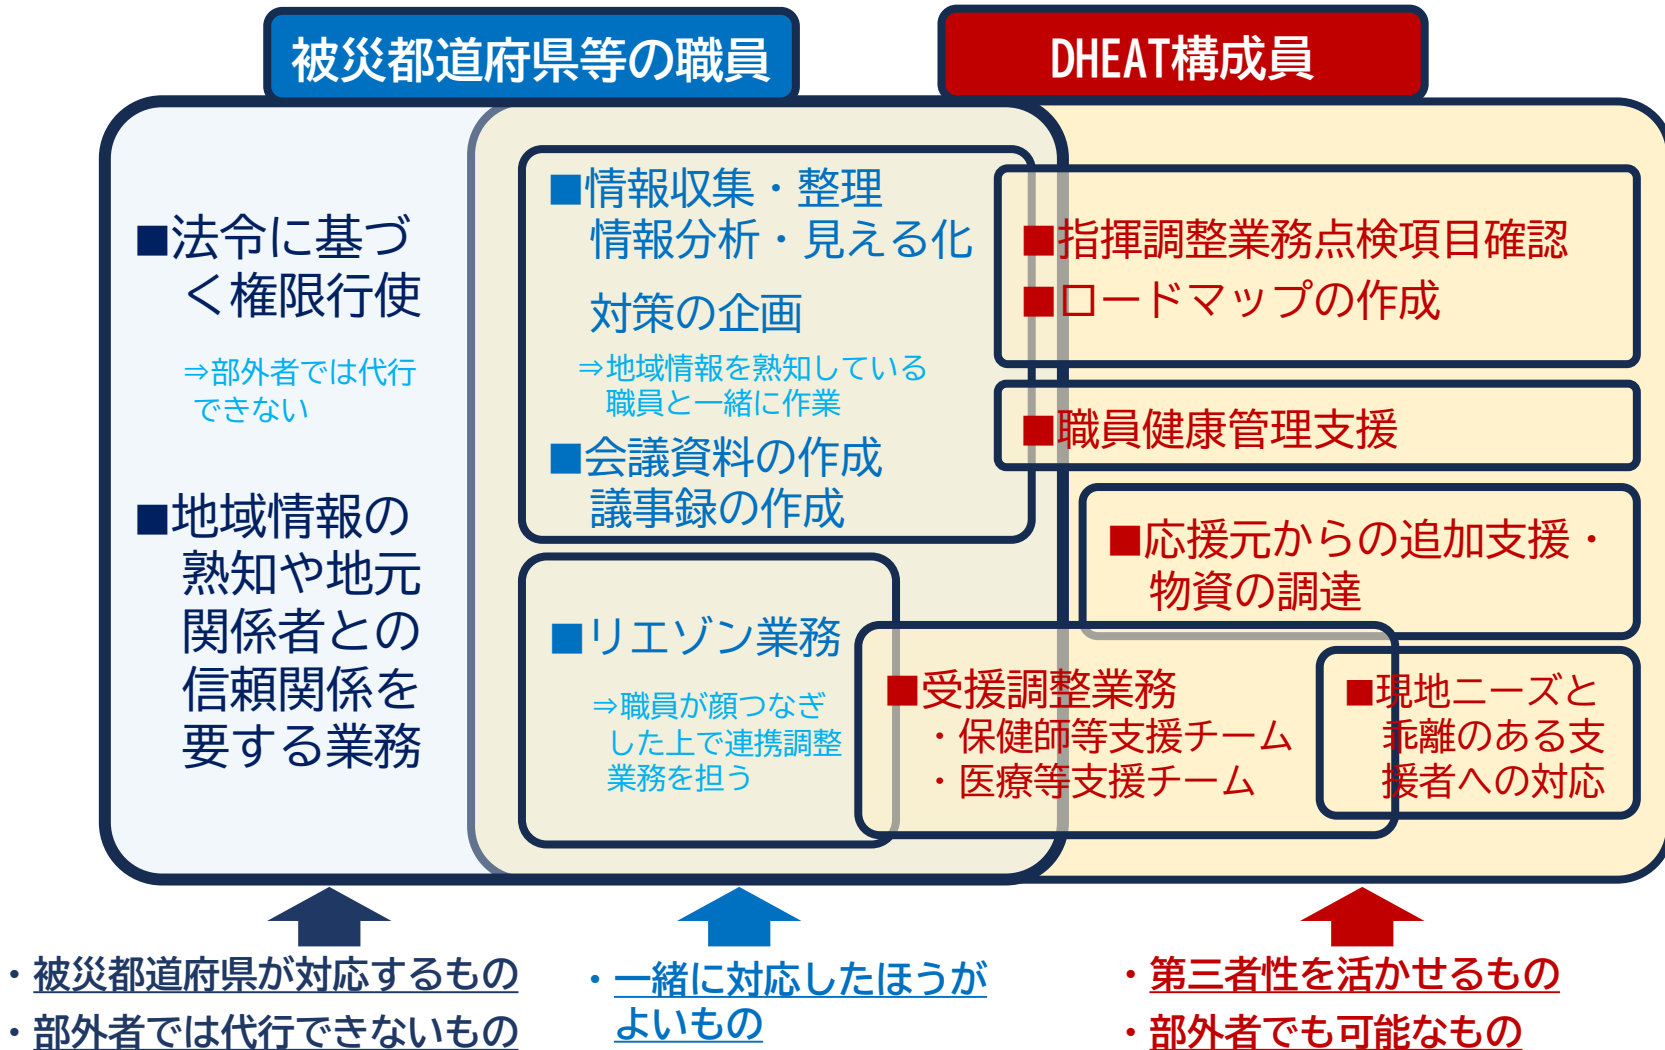 被災都道府県等の職員
DHEAT構成員
■法令に基づ
く権限行使
⇒部外者では代行
できない
■地域情報の
熟知や地元
関係者との
信頼関係を
要する業務
■情報収集・整理
情報分析・見える化
対策の企画
⇒地域情報を熟知している
職員と一緒に作業
■会議資料の作成
議事録の作成
■リエゾン業務
⇒職員が顔つなぎ
した上で連携調整
業務を担う
■指揮調整業務点検項目確認
■ロードマップの作成
■職員健康管理支援
■応援元からの追加支援・
物資の調達
■受援調整業務
・保健師等支援チーム
・医療等支援チーム
■現地ニーズと
乖離のある支
援者への対応
・被災都道府県が対応するもの
・部外者では代行できないもの
・一緒に対応したほうが
よいもの
・第三者性を活かせるもの
・部外者でも可能なもの